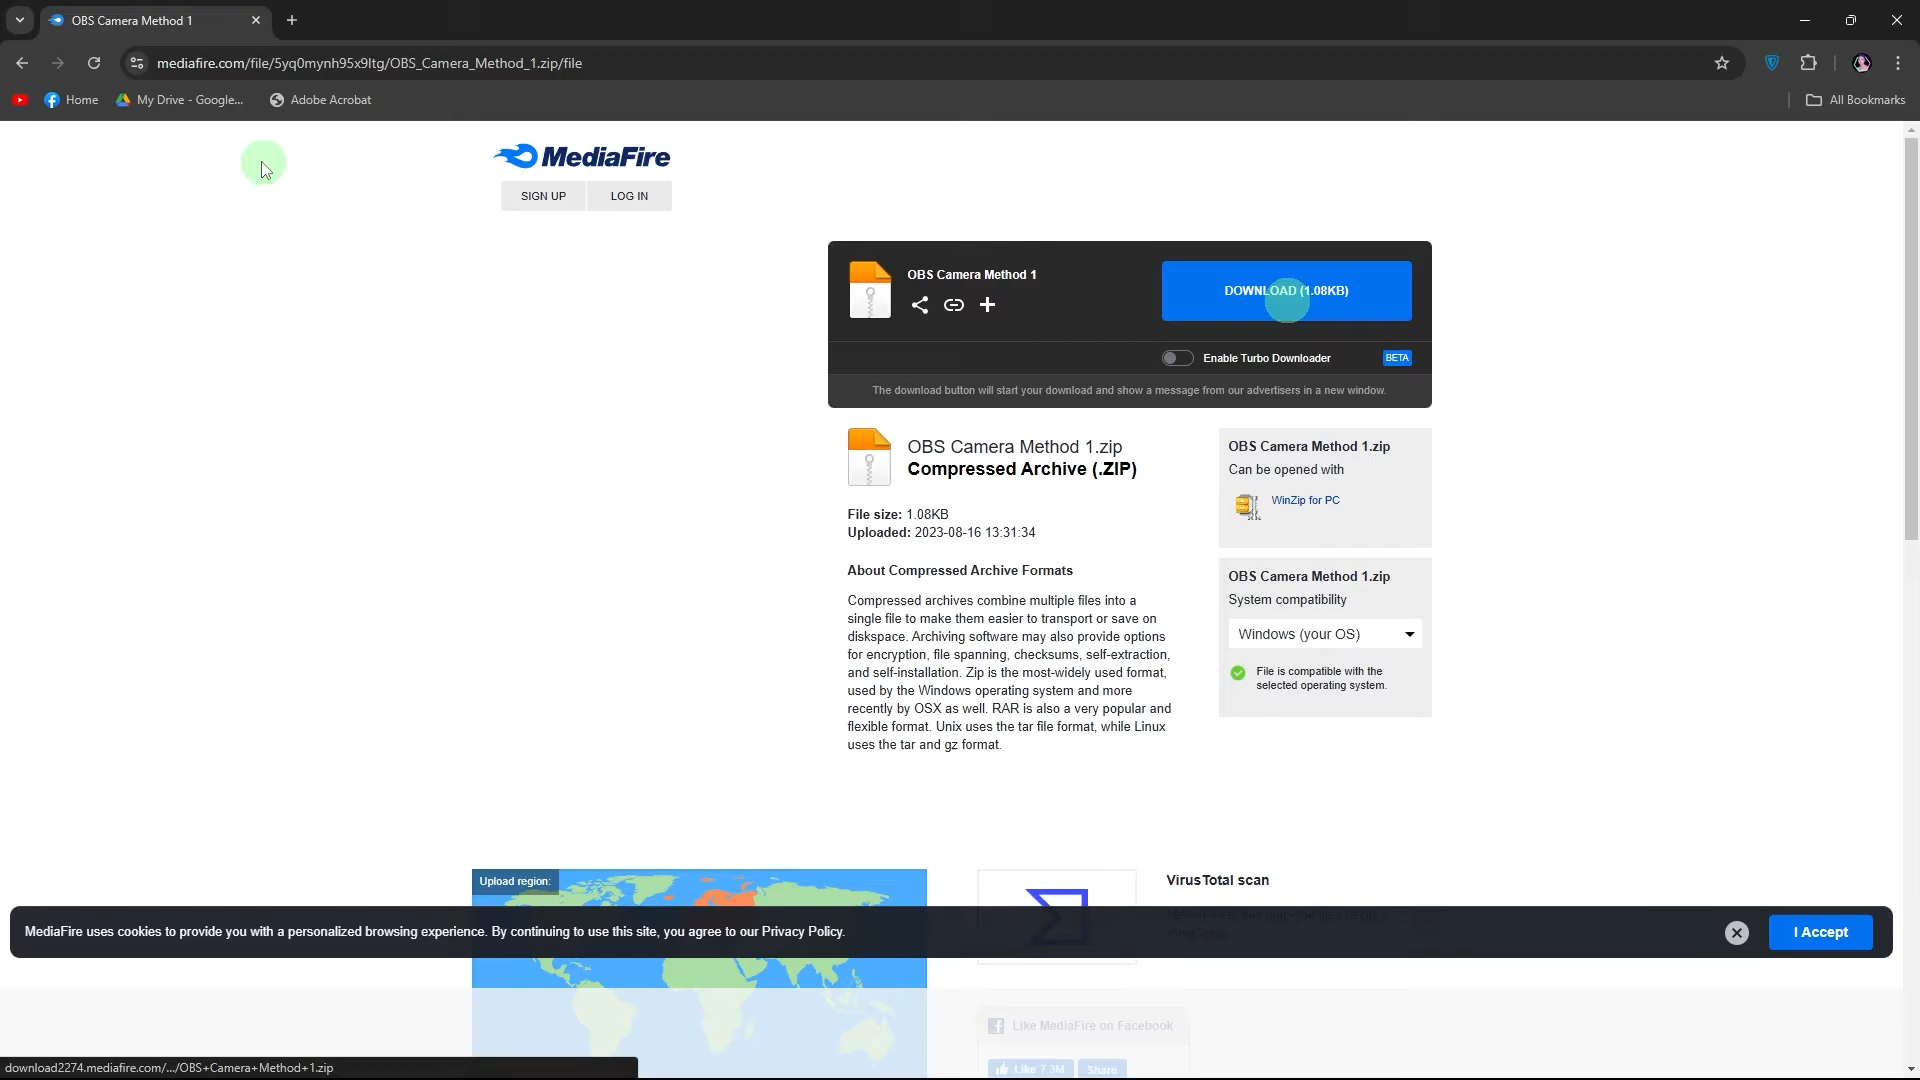 OBS Camera Method 1
mediafire.com/file/5yq0mynh95x9ltg/OBS_Camera_Method_1.zip/file
Home
My Drive - Google...
Adobe Acrobat
All Bookmarks
MediaFire
SIGN UP
LOG IN
OBS Camera Method 1
DOWNLOAD (1.08KB)
Enable Turbo Downloader
BETA
The download button will start your download and show a message from our advertisers in a new window.
OBS Camera Method 1.zip
Compressed Archive (.ZIP)
File size: 1.08KB
Uploaded: 2023-08-16 13:31:34
About Compressed Archive Formats
Compressed archives combine multiple files into a
single file to make them easier to transport or save on
diskspace. Archiving software may also provide options
for encryption, file spanning, checksums, self-extraction,
and self-installation. Zip is the most-widely used format,
used by the Windows operating system and more
recently by OSX as well. RAR is also a very popular and
flexible format. Unix uses the tar file format, while Linux
uses the tar and gz format.
OBS Camera Method 1.zip
Can be opened with
WinZip for PC
OBS Camera Method 1.zip
System compatibility
Windows (your OS)
File is compatible with the
selected operating system.
Upload region:
VirusTotal scan
MediaFire uses cookies to provide you with a personalized browsing experience. By continuing to use this site, you agree to our Privacy Policy.
I Accept
Like MediaFire on Facebook
Like 7.3M
Share
download2274.mediafire.com/.../OBS+Camera+Method+1.zip